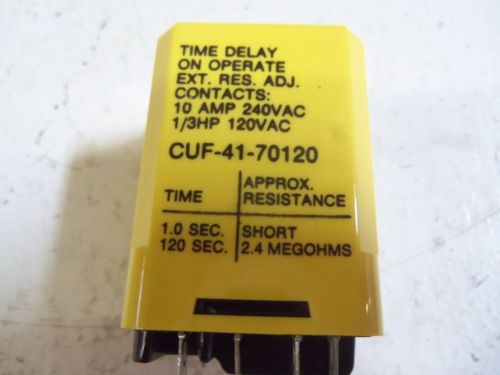 TIME DELAY
ON OPERATE
EXT. RES. ADJ.
CONTACTS:
10 AMP 240VAC
1/3HP 120VAC
CUF-41-70120
TIME APPROX. RESISTANCE
1.0 SEC. SHORT
120 SEC. 2.4 MEGOHMS